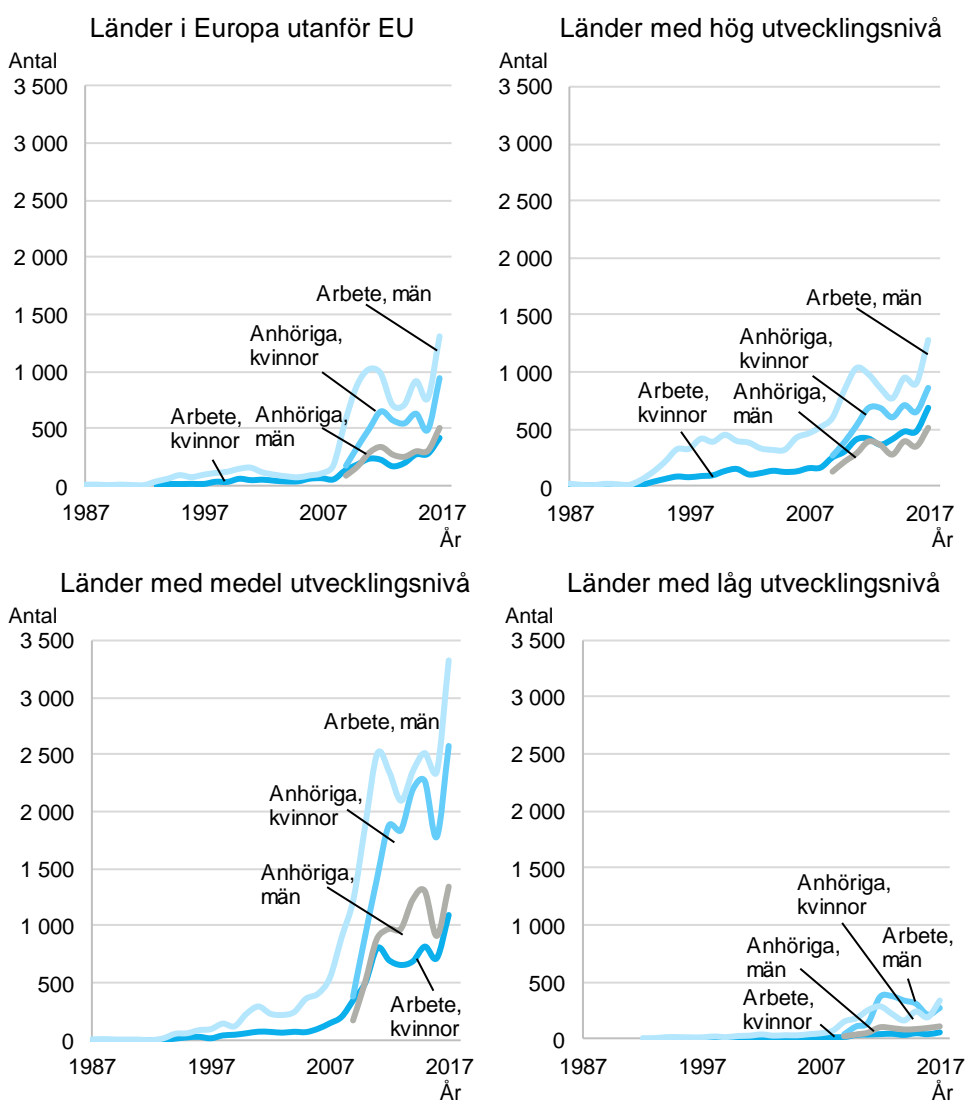 Länder i Europa utanför EU
Antal
3 500
3 000
2 500
2 000
1 500
1 000
500
0
Arbete, män
Anhöriga,
kvinnor
Arbete,
kvinnor
Anhöriga,
män
1987
1997
2007
2017
År
Länder med hög utvecklingsnivå
Antal
3 500
3 000
2 500
2 000
1 500
1 000
500
0
Arbete, män
Anhöriga,
kvinnor
Arbete,
kvinnor
Anhöriga,
män
1987
1997
2007
2017
År
Länder med medel utvecklingsnivå
Antal
3 500
3 000
2 500
2 000
1 500
1 000
500
0
Arbete, män
Anhöriga,
kvinnor
Anhöriga,
män
Arbete,
kvinnor
1987
1997
2007
2017
År
Länder med låg utvecklingsnivå
Antal
3 500
3 000
2 500
2 000
1 500
1 000
500
0
Anhöriga,
kvinnor
Arbete,
män
Anhöriga,
män
Arbete,
kvinnor
1987
1997
2007
2017
År